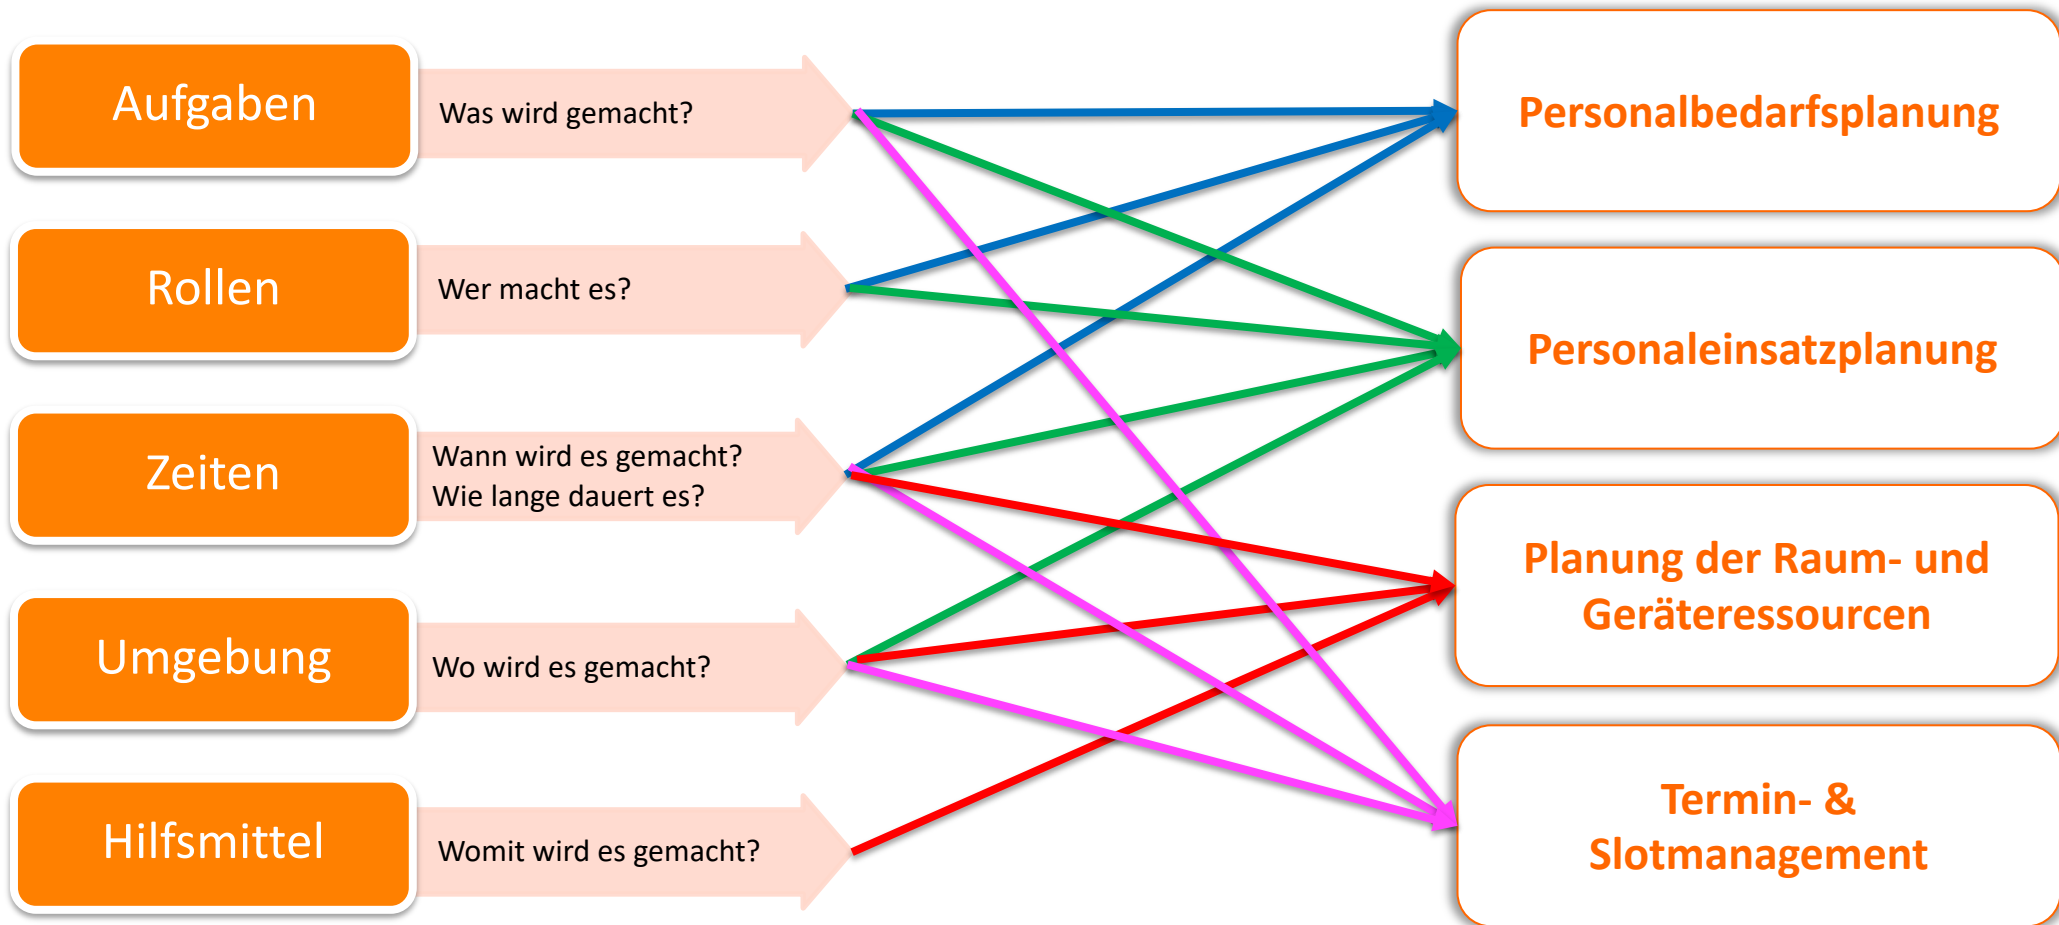 Aufgaben
Was wird gemacht?
Personalbedarfsplanung
Rollen
Wer macht es?
Personaleinsatzplanung
Zeiten
Wann wird es gemacht?
Wie lange dauert es?
Planung der Raum- und
Geräteressourcen
Umgebung
Wo wird es gemacht?
Hilfsmittel
Womit wird es gemacht?
Termin- &
Slotmanagement